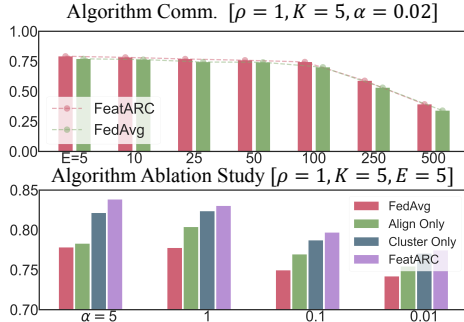 Algorithm Comm. [ρ = 1, K = 5, α = 0.02]
1.00
0.75
0.50
0.25
0.00
FeatARC
FedAvg
E=5 10 25 50 100 250 500
Algorithm Ablation Study [ρ = 1, K = 5, E = 5]
0.85
0.80
0.75
0.70
FedAvg
Align Only
Cluster Only
FeatARC
α = 5 1 0.1 0.01